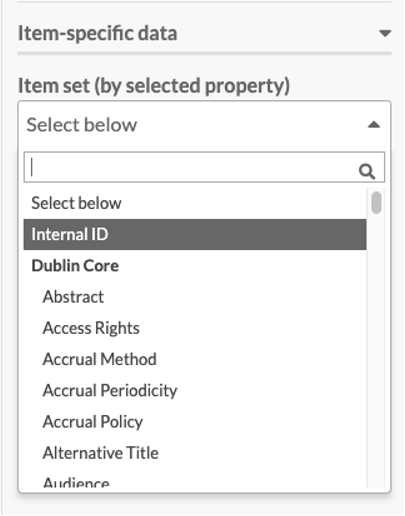 Item-specific data
Item set (by selected property)
Select below
Select below
Internal ID
Dublin Core
Abstract
Access Rights
Accrual Method
Accrual Periodicity
Accrual Policy
Alternative Title
Audience